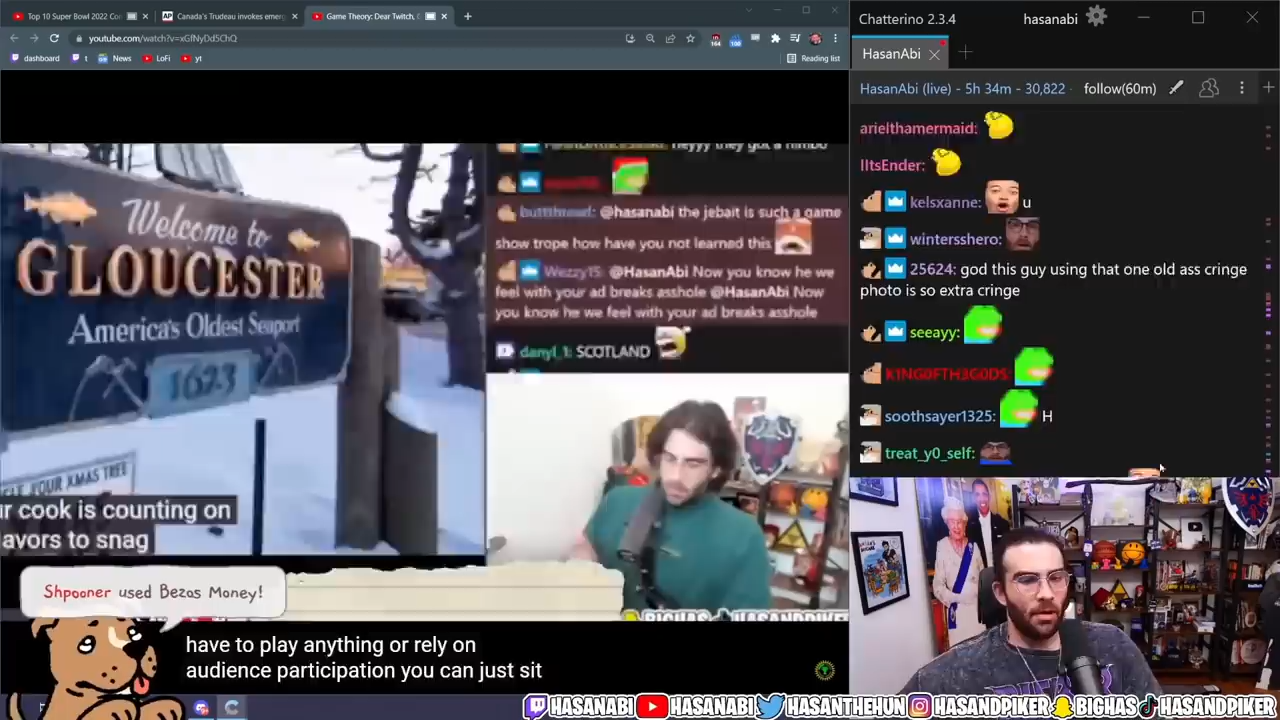 Top 10 Super Bowl 2022 Co
Canada's Trudeau invokes emer
Game Theory: Dear Twitch,
youtube.com/watch?v=xGfNyDd5ChQ
dashboard
t
News
LoFi
yt
Reading list
Welcome to
GLOUCESTER
America's Oldest Seaport
1623
XMAS TREE
r cook is counting on
avors to snag
buttthread: @hasanabi the jebait is such a game
show trope how have you not learned this
Wezzy15: @HasanAbi Now you know he we
feel with your ad breaks asshole @HasanAbi Now
you know he we feel with your ad breaks asshole
danyl_1: SCOTLAND
Shpooner used Bezos Money!
have to play anything or rely on
audience participation you can just sit
Chatterino 2.3.4
hasanabi
HasanAbi
HasanAbi (live) - 5h 34m - 30,822
follow(60m)
arielthamermaid:
IItsEnder:
kelsxanne: u
wintersshero:
25624: god this guy using that one old ass cringe
photo is so extra cringe
seeayy:
K1NG0FTH3G0DS:
soothsayer1325: H
treat_y0_self:
HASANABI HASANABI HASANTHEHUN HASANDPIKER BIGHAS HASANDPIKER